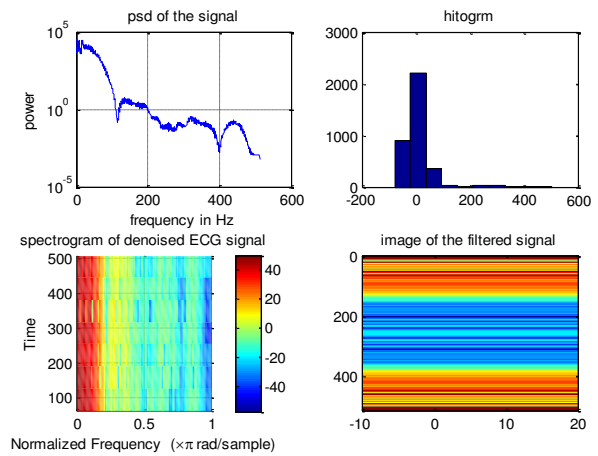 psd of the signal
10^5
10^0
10^-5
power
0 200 400 600
frequency in Hz
hitogrm
3000
2000
1000
0
-200 0 200 400 600
spectrogram of denoised ECG signal
500
400
300
200
100
Time
0 0.5 1
Normalized Frequency (×π rad/sample)
40
20
0
-20
-40
image of the filtered signal
0
200
400
-10 0 10 20